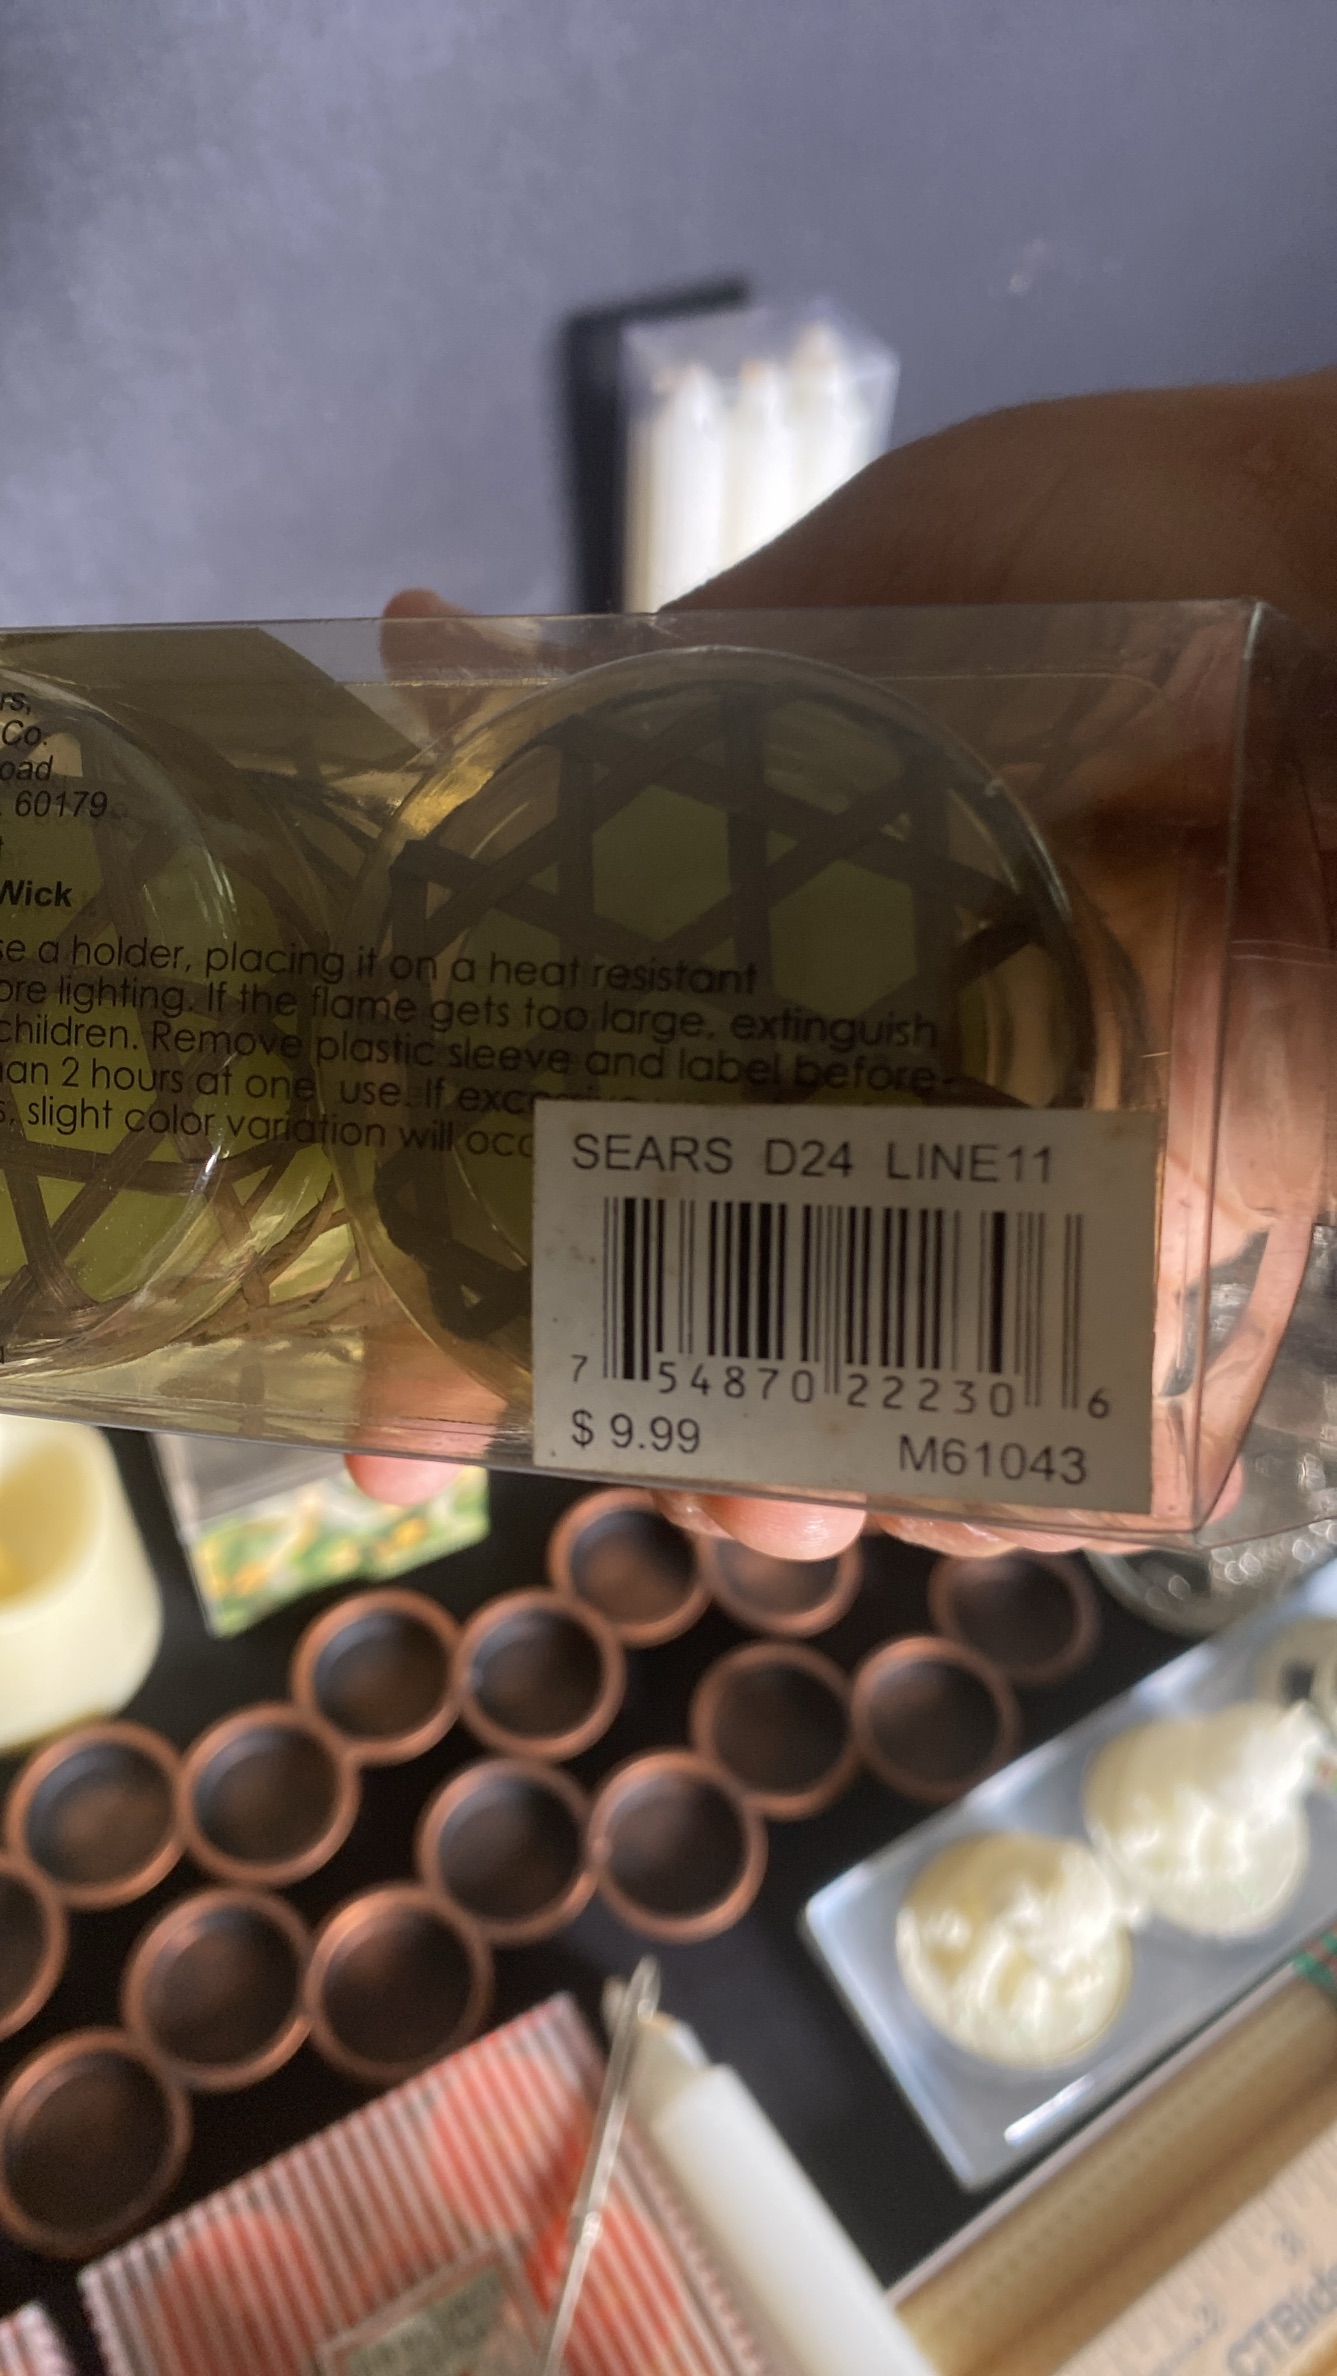 rs,
Co.
oad
60179
Wick
se a holder, placing it on a heat resistant
ore lighting. If the flame gets too large, extinguish
children. Remove plastic sleeve and label before
an 2 hours at one use. If
s, slight color variation will occ
SEARS D24 LINE11
7 54870 22230 6
$ 9.99
M61043